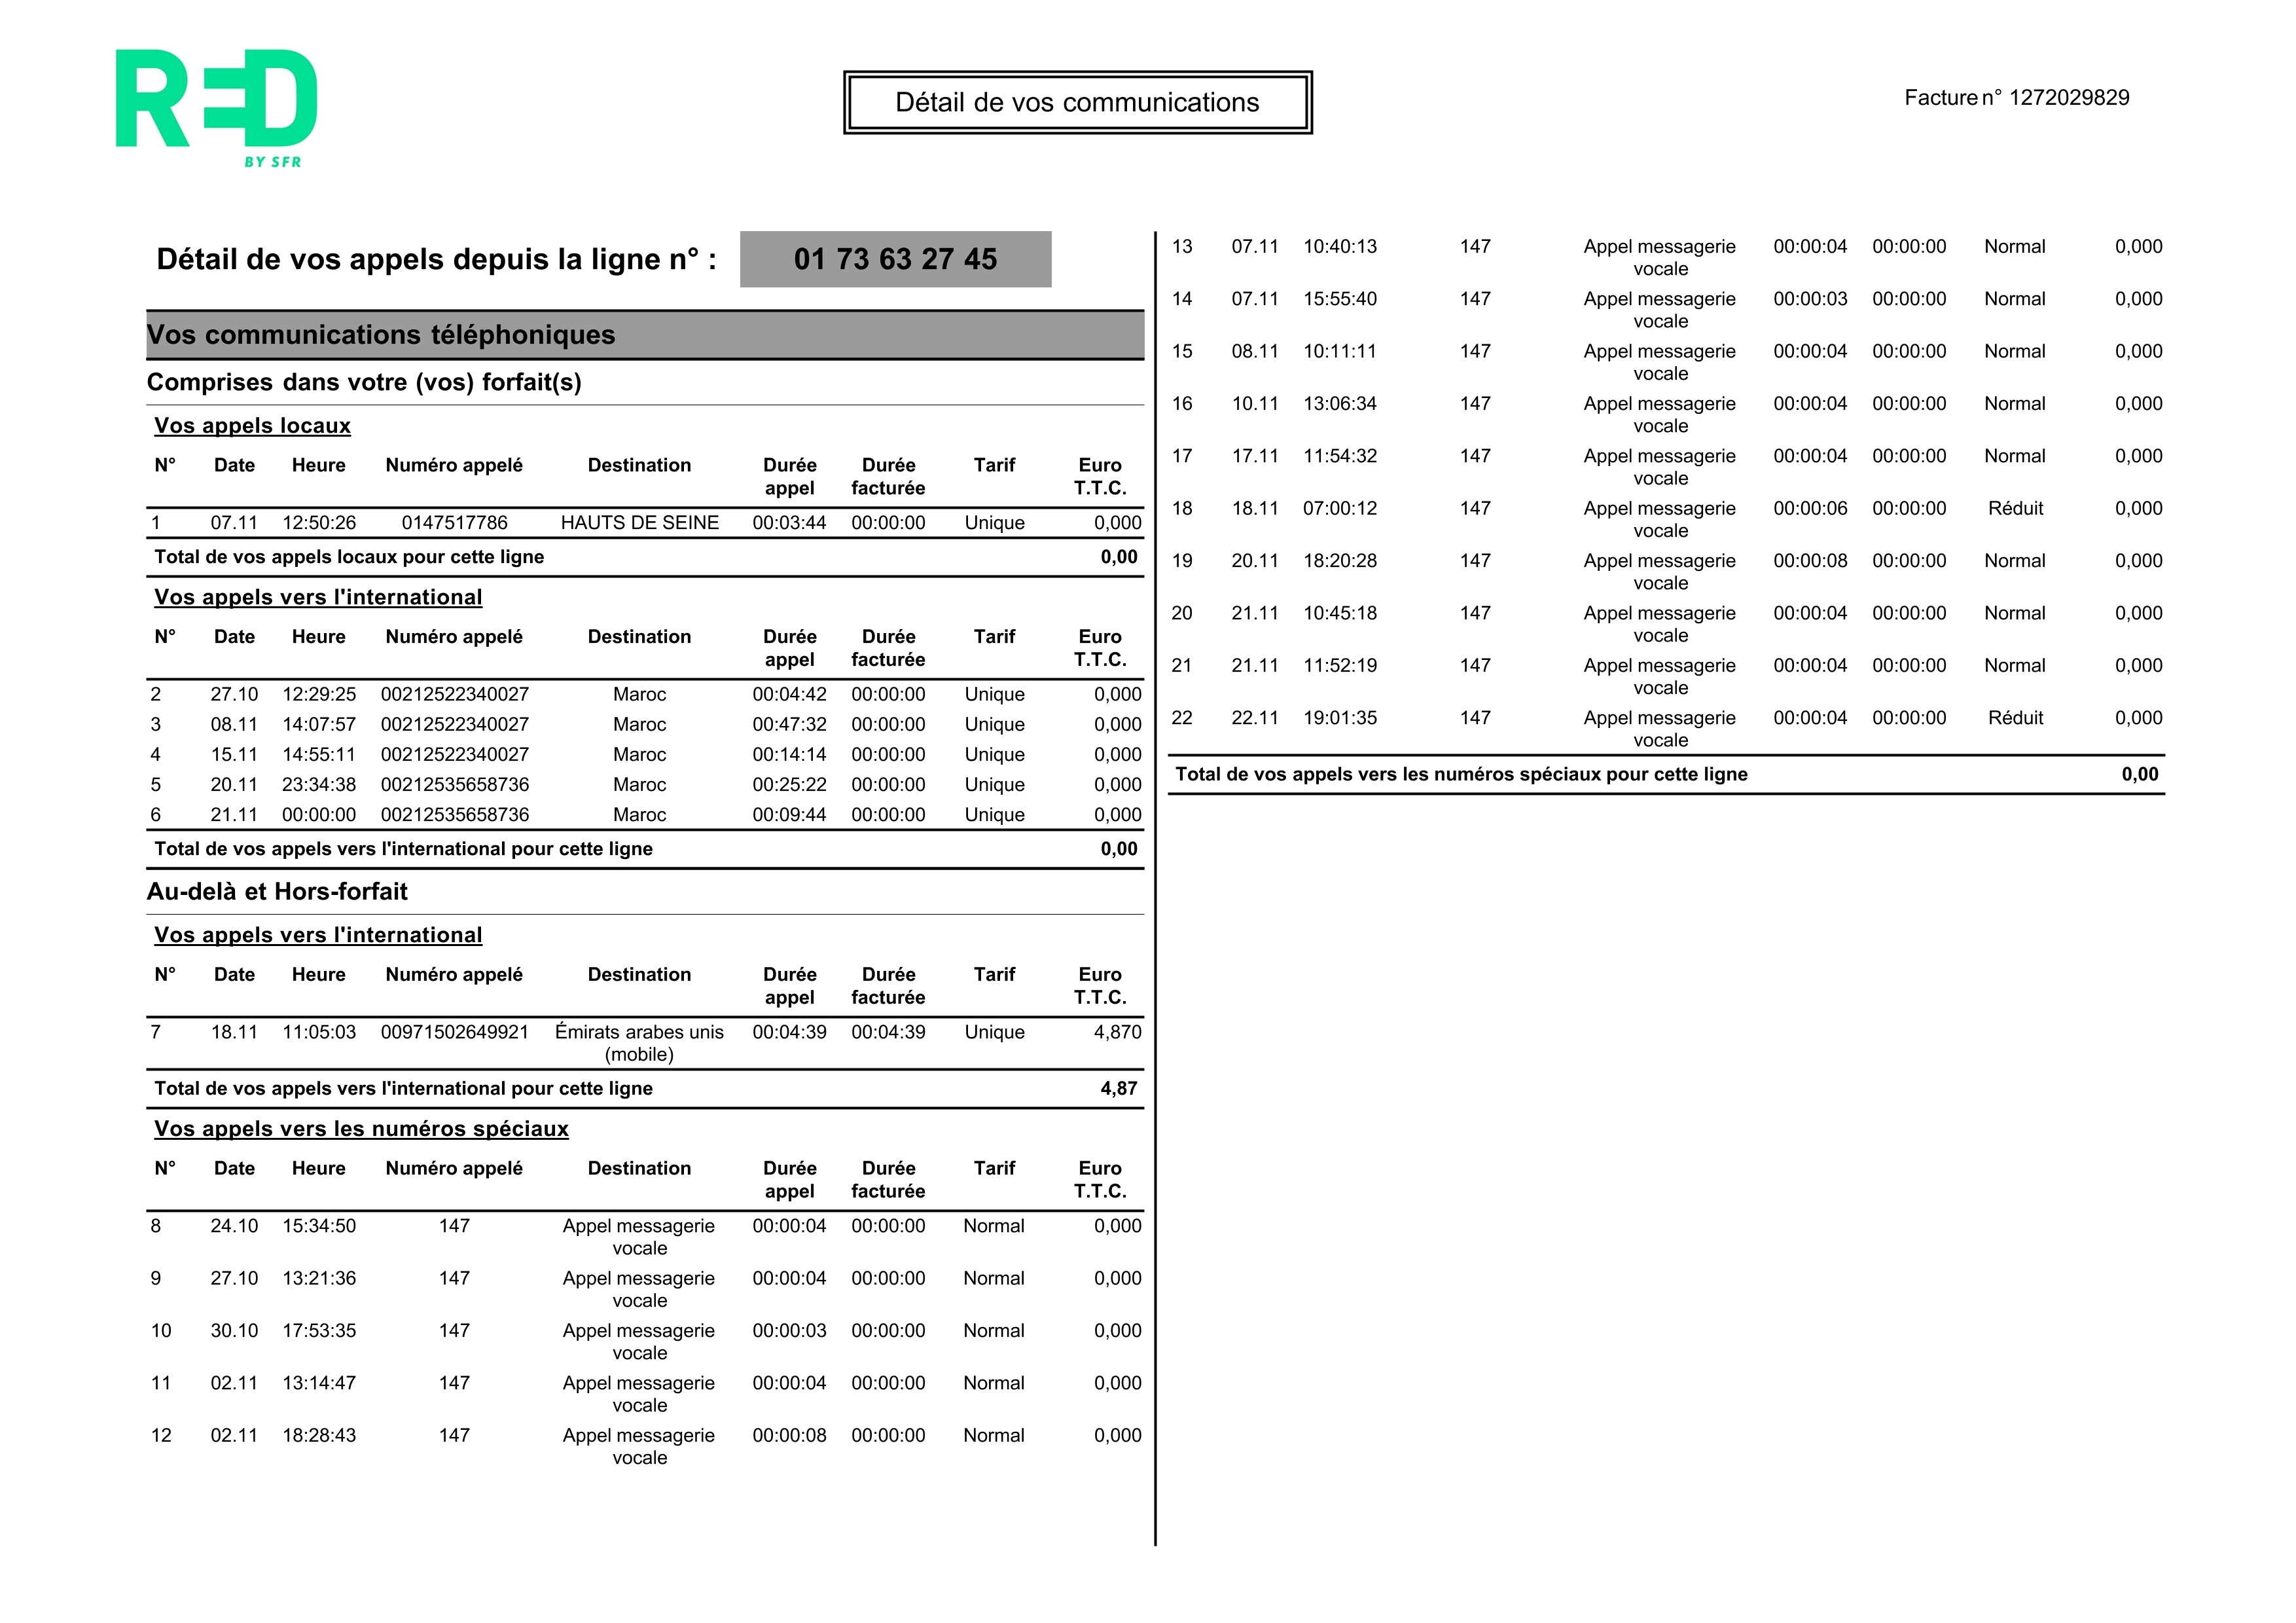 RED
BY SFR
Détail de vos communications
Facture n° 1272029829
Détail de vos appels depuis la ligne n° : 01 73 63 27 45
Vos communications téléphoniques
Comprises dans votre (vos) forfait(s)
Vos appels locaux
N° Date Heure Numéro appelé Destination Durée Durée Tarif Euro
appel facturée T.T.C.
1 07.11 12:50:26 0147517786 HAUTS DE SEINE 00:03:44 00:00:00 Unique 0,000
Total de vos appels locaux pour cette ligne 0,00
Vos appels vers l'international
N° Date Heure Numéro appelé Destination Durée Durée Tarif Euro
appel facturée T.T.C.
2 27.10 12:29:25 00212522340027 Maroc 00:04:42 00:00:00 Unique 0,000
3 08.11 14:07:57 00212522340027 Maroc 00:47:32 00:00:00 Unique 0,000
4 15.11 14:55:11 00212522340027 Maroc 00:14:14 00:00:00 Unique 0,000
5 20.11 23:34:38 00212535658736 Maroc 00:25:22 00:00:00 Unique 0,000
6 21.11 00:00:00 00212535658736 Maroc 00:09:44 00:00:00 Unique 0,000
Total de vos appels vers l'international pour cette ligne 0,00
Au-delà et Hors-forfait
Vos appels vers l'international
N° Date Heure Numéro appelé Destination Durée Durée Tarif Euro
appel facturée T.T.C.
7 18.11 11:05:03 00971502649921 Émirats arabes unis 00:04:39 00:04:39 Unique 4,870
(mobile)
Total de vos appels vers l'international pour cette ligne 4,87
Vos appels vers les numéros spéciaux
N° Date Heure Numéro appelé Destination Durée Durée Tarif Euro
appel facturée T.T.C.
8 24.10 15:34:50 147 Appel messagerie 00:00:04 00:00:00 Normal 0,000
vocale
9 27.10 13:21:36 147 Appel messagerie 00:00:04 00:00:00 Normal 0,000
vocale
10 30.10 17:53:35 147 Appel messagerie 00:00:03 00:00:00 Normal 0,000
vocale
11 02.11 13:14:47 147 Appel messagerie 00:00:04 00:00:00 Normal 0,000
vocale
12 02.11 18:28:43 147 Appel messagerie 00:00:08 00:00:00 Normal 0,000
vocale
13 07.11 10:40:13 147 Appel messagerie 00:00:04 00:00:00 Normal 0,000
vocale
14 07.11 15:55:40 147 Appel messagerie 00:00:03 00:00:00 Normal 0,000
vocale
15 08.11 10:11:11 147 Appel messagerie 00:00:04 00:00:00 Normal 0,000
vocale
16 10.11 13:06:34 147 Appel messagerie 00:00:04 00:00:00 Normal 0,000
vocale
17 17.11 11:54:32 147 Appel messagerie 00:00:04 00:00:00 Normal 0,000
vocale
18 18.11 07:00:12 147 Appel messagerie 00:00:06 00:00:00 Réduit 0,000
vocale
19 20.11 18:20:28 147 Appel messagerie 00:00:08 00:00:00 Normal 0,000
vocale
20 21.11 10:45:18 147 Appel messagerie 00:00:04 00:00:00 Normal 0,000
vocale
21 21.11 11:52:19 147 Appel messagerie 00:00:04 00:00:00 Normal 0,000
vocale
22 22.11 19:01:35 147 Appel messagerie 00:00:04 00:00:00 Réduit 0,000
vocale
Total de vos appels vers les numéros spéciaux pour cette ligne 0,00